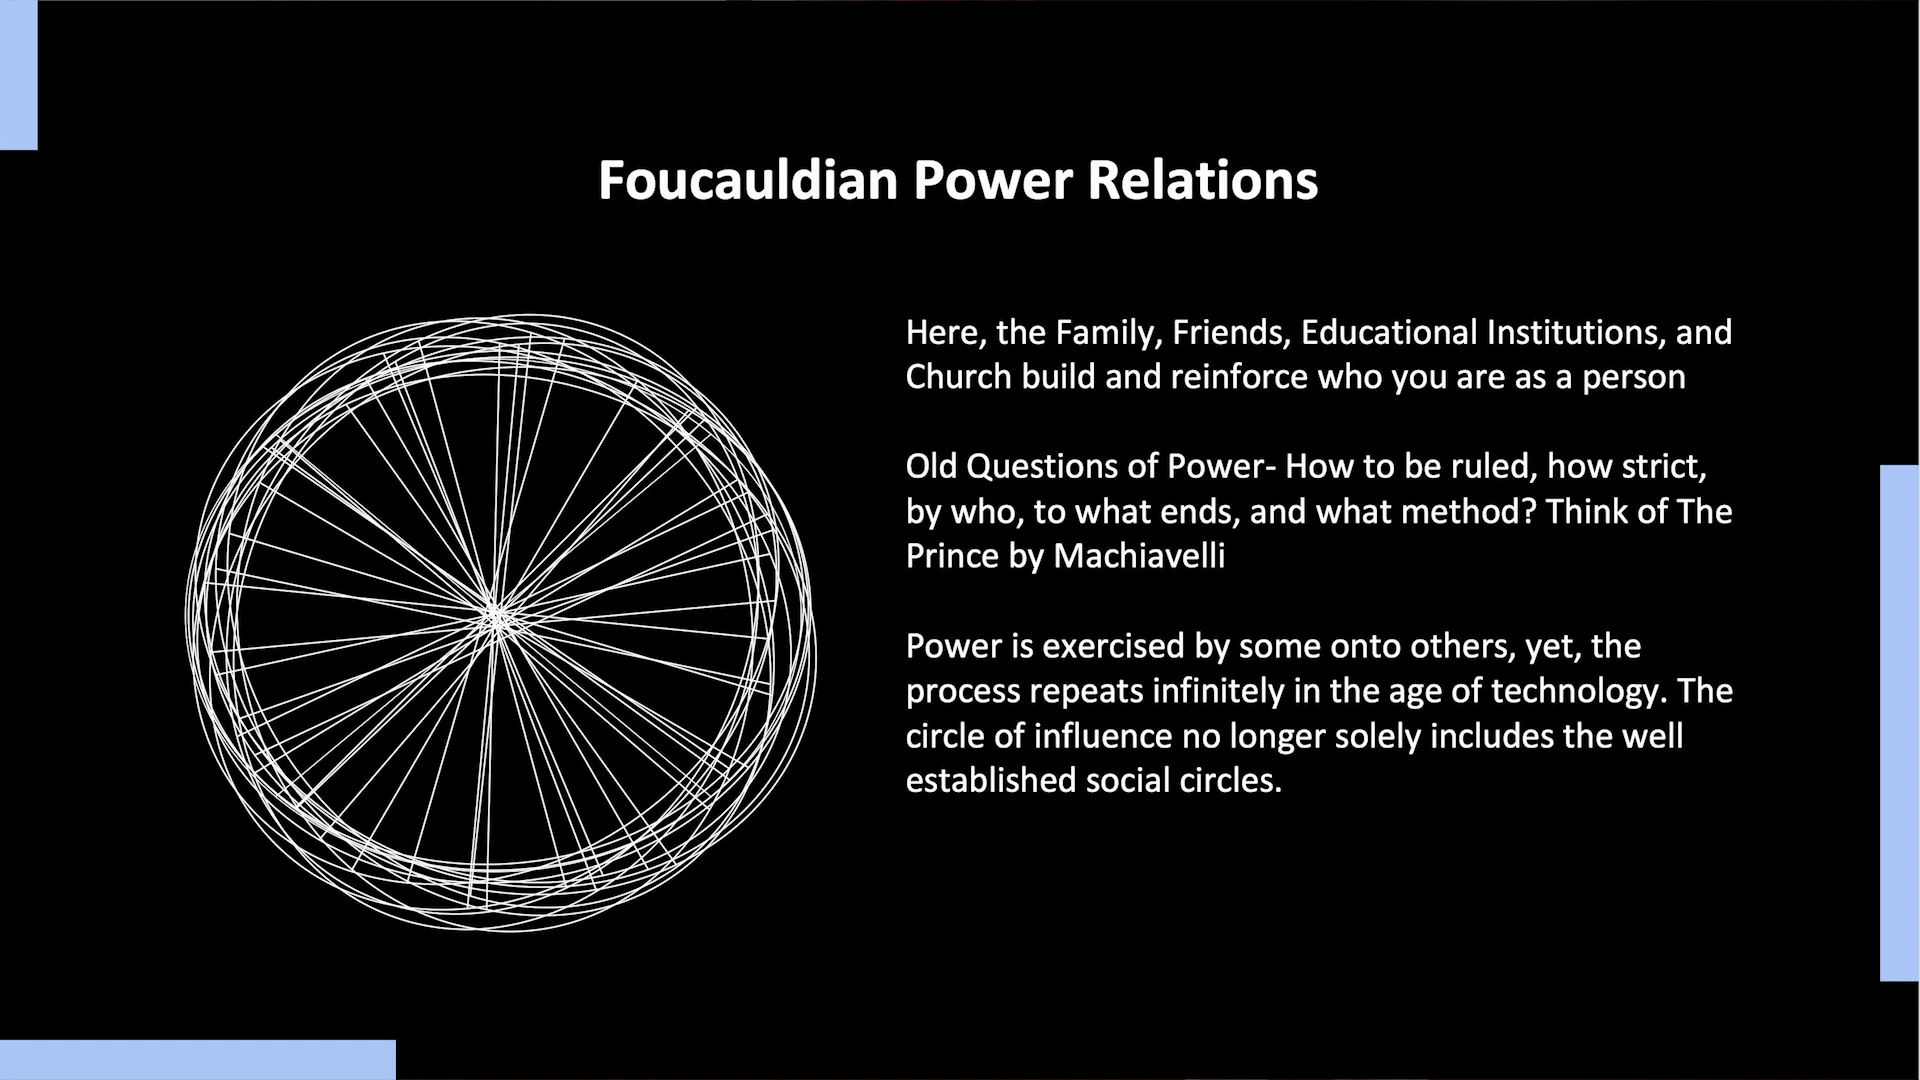 Foucauldian Power Relations
Here, the Family, Friends, Educational Institutions, and
Church build and reinforce who you are as a person
Old Questions of Power- How to be ruled, how strict,
by who, to what ends, and what method? Think of The
Prince by Machiavelli
Power is exercised by some onto others, yet, the
process repeats infinitely in the age of technology. The
circle of influence no longer solely includes the well
established social circles.